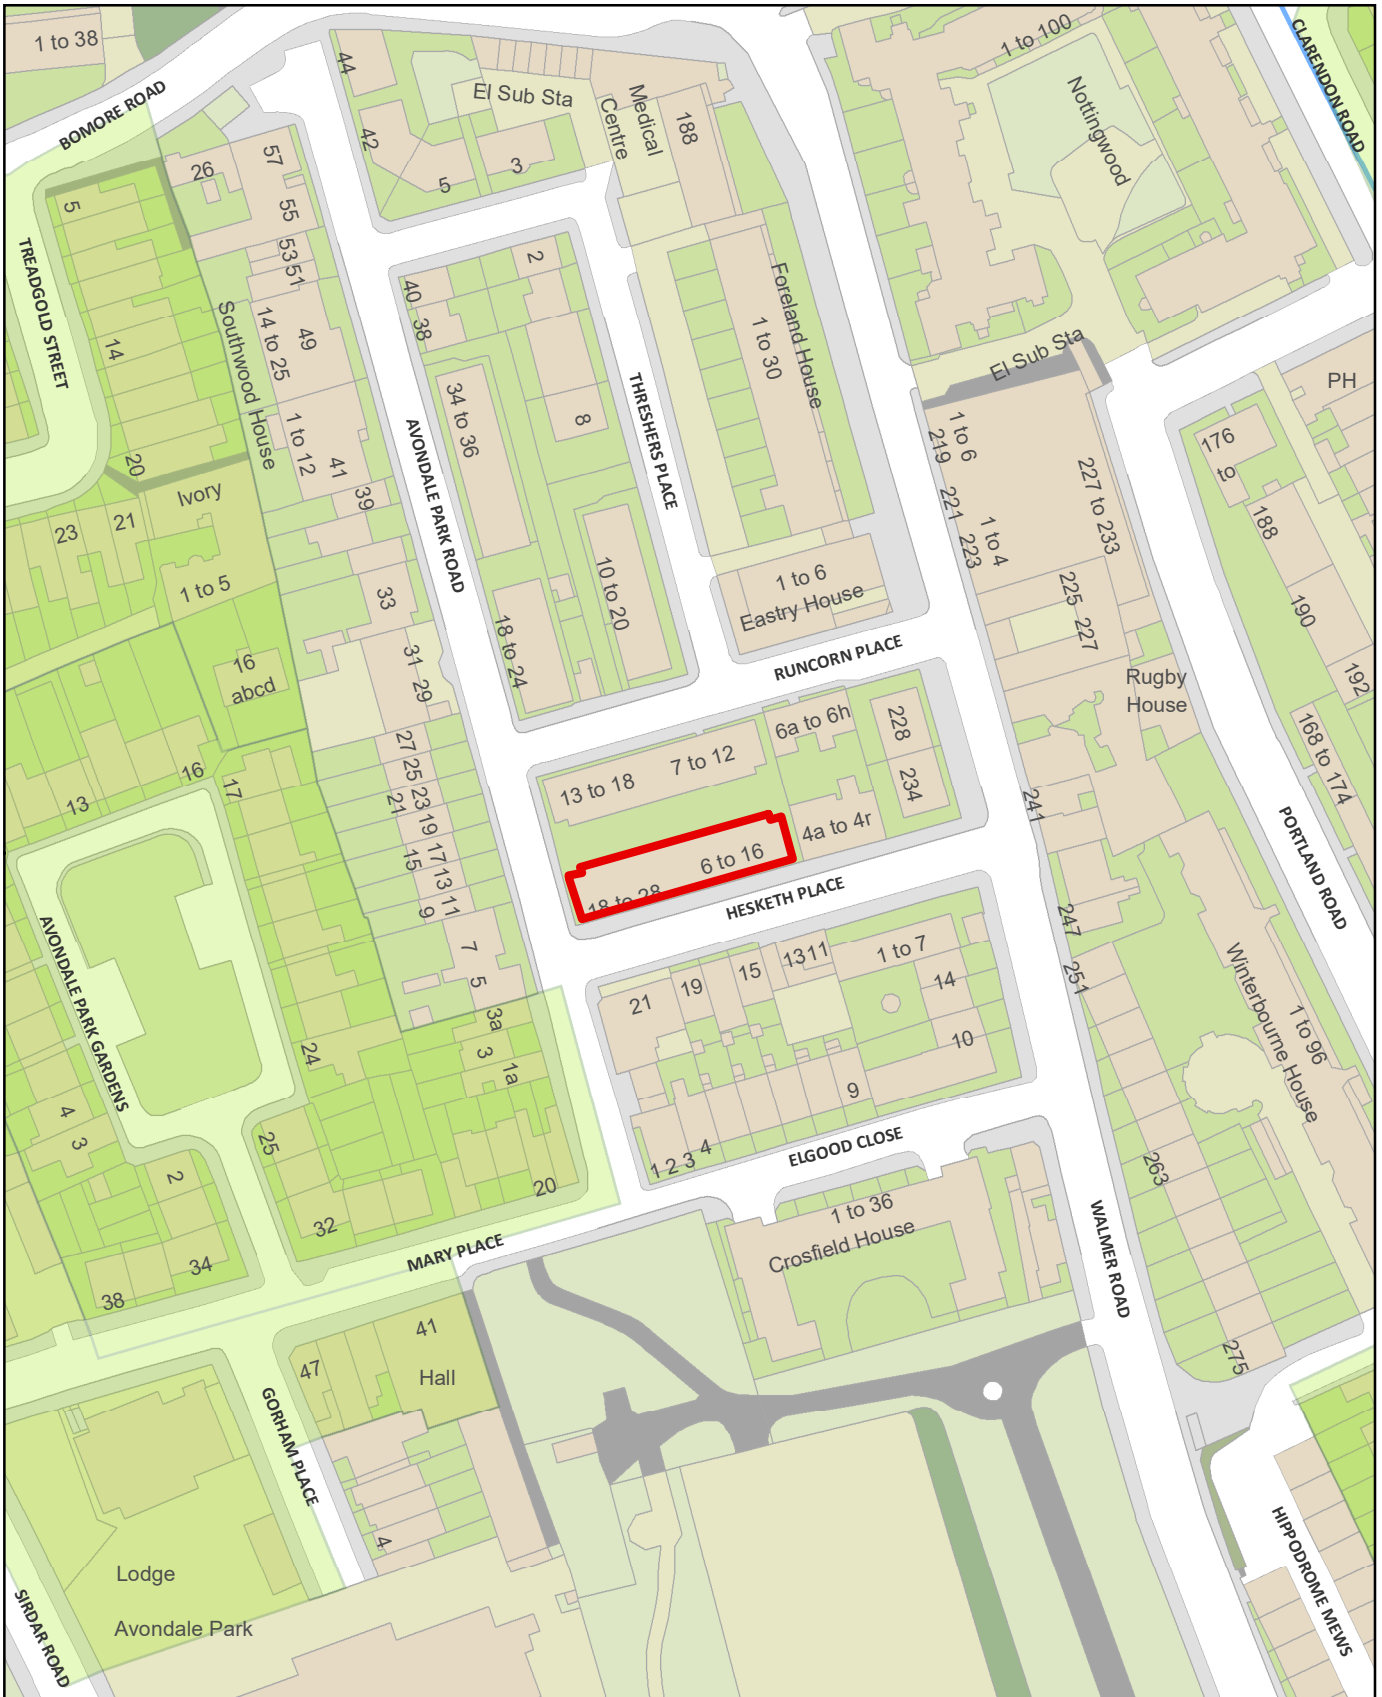 1 to 38
BOMORE ROAD
44
42
El Sub Sta
5
3
Medical
Centre
188
1 to 100
Nottingwood
CLARENDON ROAD
26
57
55
53
51
5
TREADGOLD STREET
14
20
Southwood House
14 to 25
49
1 to 12
41
39
40
38
2
34 to 36
8
THRESHERS PLACE
Foreland House
1 to 30
El Sub Sta
PH
176
to
188
190
192
1 to 6
219
221
223
1 to 4
227 to 233
225
227
Ivory
23
21
1 to 5
16
abcd
33
AVONDALE PARK ROAD
10 to 20
18 to 24
1 to 6
Eastry House
RUNCORN PLACE
Rugby
House
168 to 174
31
29
27
25
23
21
19
17
15
13
11
9
7
5
13
16
17
13 to 18
7 to 12
6a to 6h
228
234
4a to 4r
6 to 16
18 to 28
HESKETH PLACE
241
247
251
PORTLAND ROAD
AVONDALE PARK GARDENS
21
19
15
13
11
1 to 7
14
10
9
1
2
3
4
3a
3
1a
24
25
32
20
4
3
2
34
38
Winterbourne House
1 to 96
ELGOOD CLOSE
263
1 to 36
Crosfield House
WALMER ROAD
MARY PLACE
275
41
47
Hall
GORHAM PLACE
4
Lodge
Avondale Park
SIRDAR ROAD
HIPPODROME MEWS